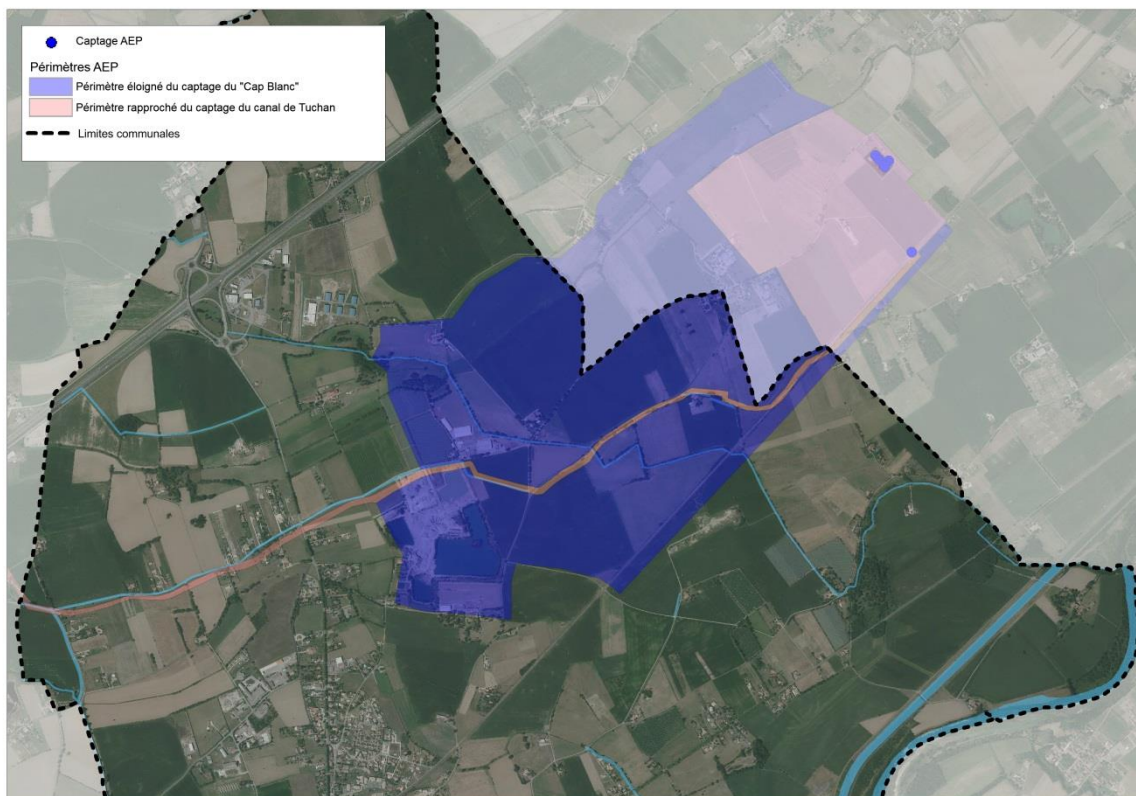 Captage AEP
Périmètres AEP
Périmètre éloigné du captage du "Cap Blanc"
Périmètre rapproché du captage du canal de Tuchan
Limites communales